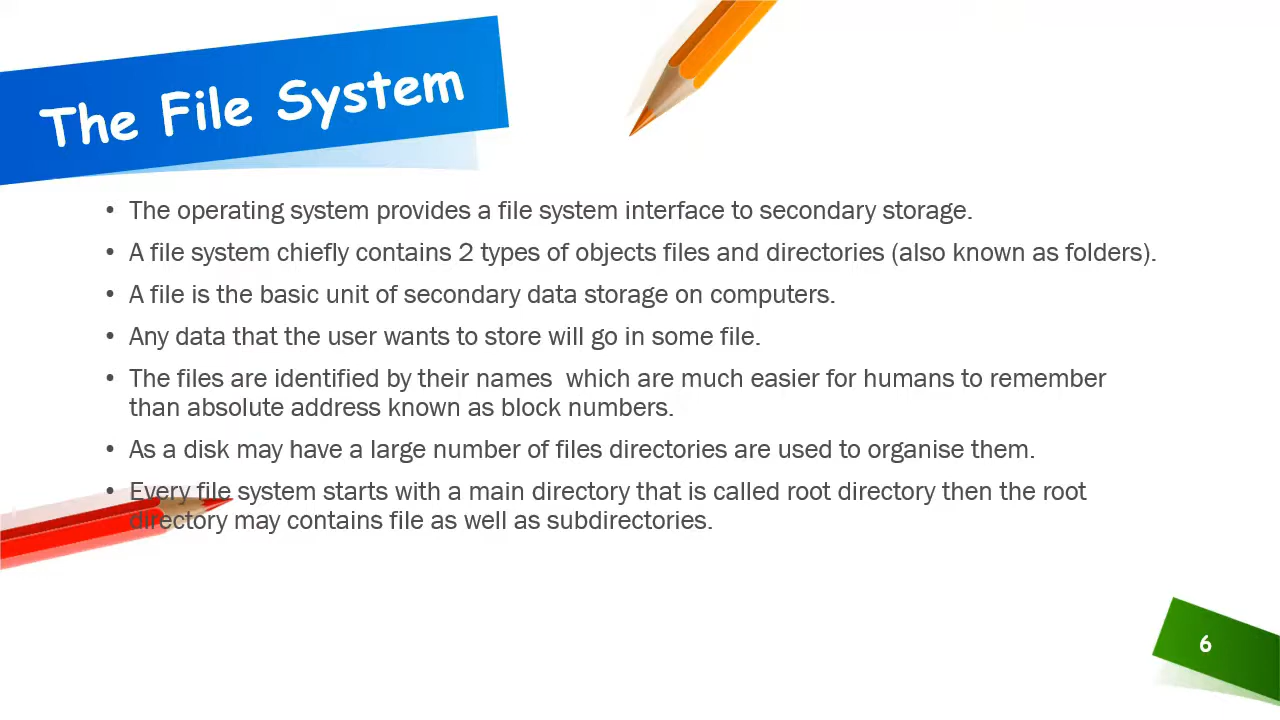 The File System
• The operating system provides a file system interface to secondary storage.
• A file system chiefly contains 2 types of objects files and directories (also known as folders).
• A file is the basic unit of secondary data storage on computers.
• Any data that the user wants to store will go in some file.
• The files are identified by their names  which are much easier for humans to remember
than absolute address known as block numbers.
• As a disk may have a large number of files directories are used to organise them.
• Every file system starts with a main directory that is called root directory then the root
directory may contains file as well as subdirectories.
6